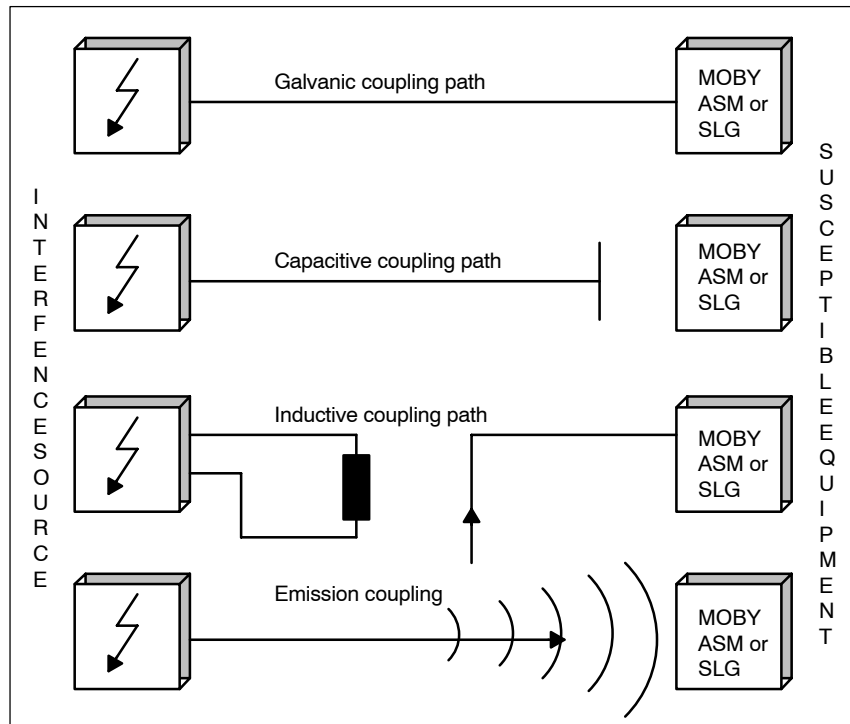 INTERFENCESOURCE
Galvanic coupling path
MOBY
ASM or
SLG
Capacitive coupling path
MOBY
ASM or
SLG
Inductive coupling path
MOBY
ASM or
SLG
Emission coupling
MOBY
ASM or
SLG
SUSCEPTIBLEEQUIPMENT